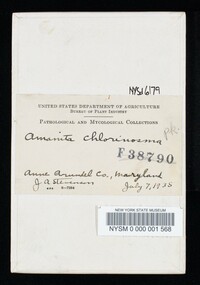 NYSf 6179
UNITED STATES DEPARTMENT OF AGRICULTURE
BUREAU OF PLANT INDUSTRY
PATHOLOGICAL AND MYCOLOGICAL COLLECTIONS
Amanita chlorinosma
F38790
Anne Arundel Co., Maryland
J. A. Stevenson
July 7, 1935
NEW YORK STATE MUSEUM
NYSM 0 000 001 568